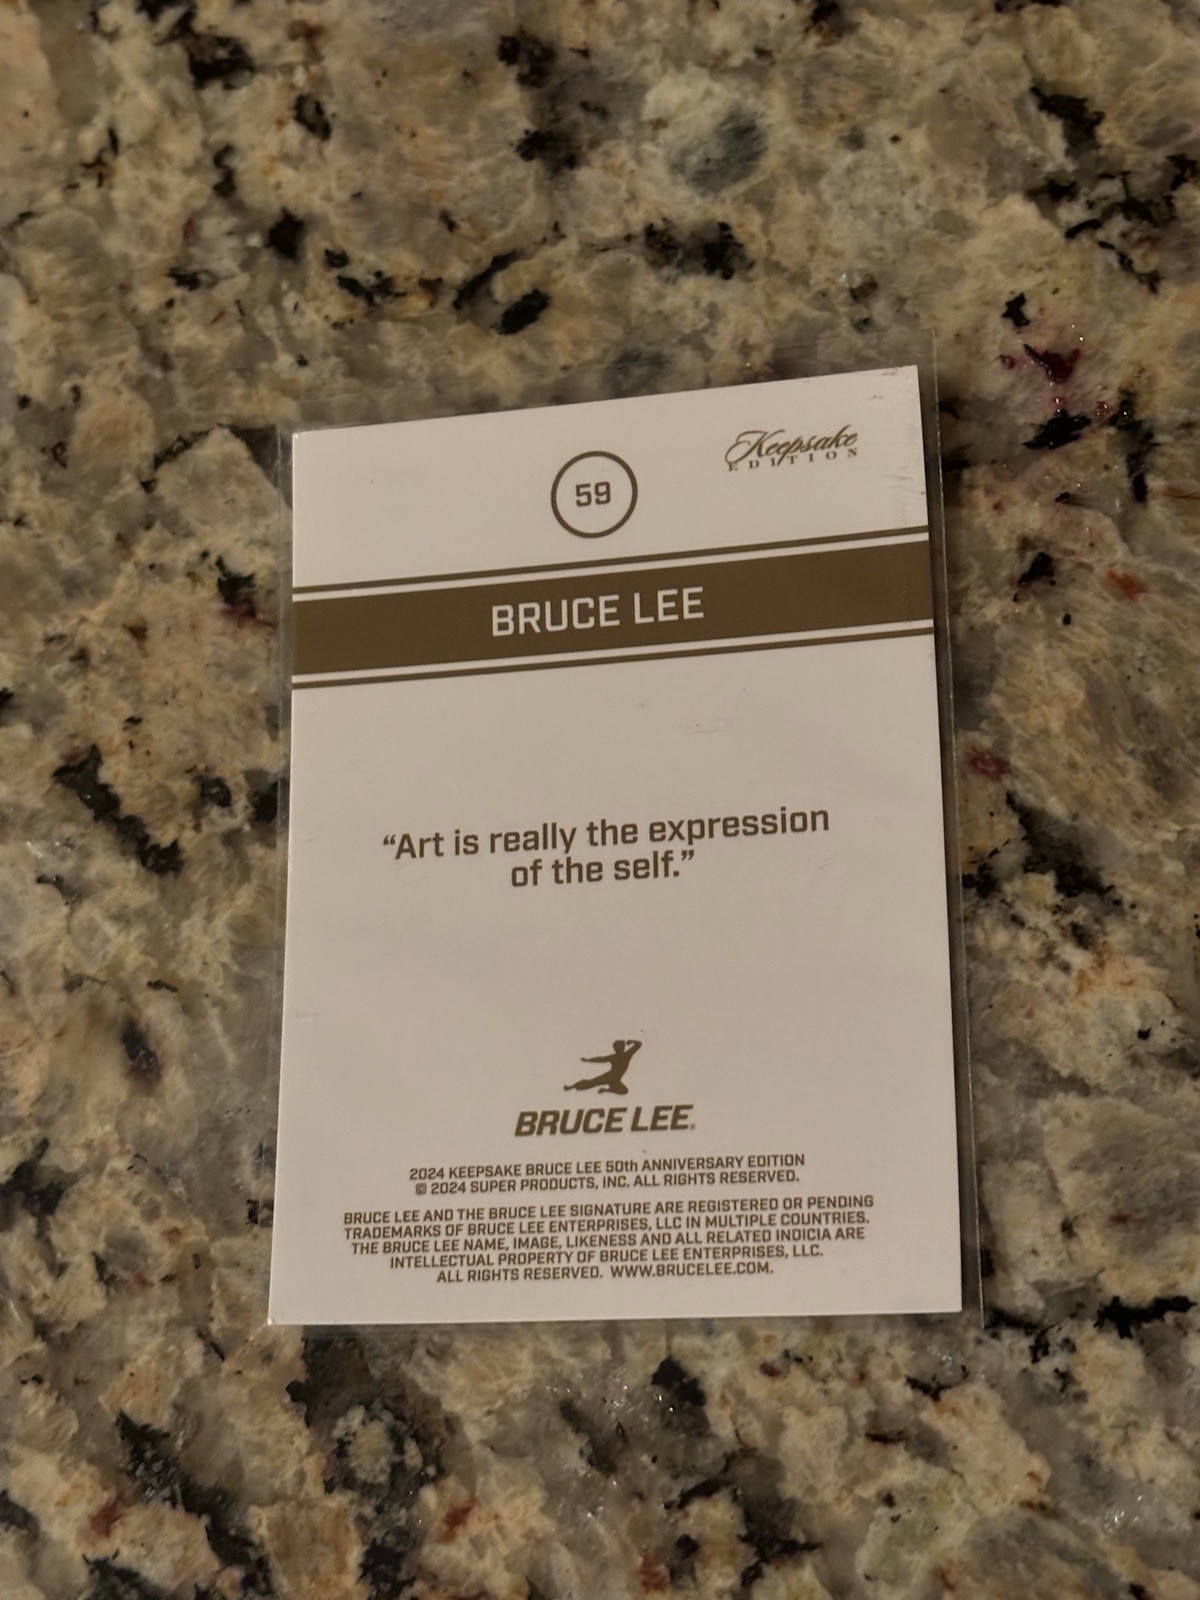 59
Keepsake
EDITION
BRUCE LEE
“Art is really the expression
of the self.”
BRUCE LEE®
2024 KEEPSAKE BRUCE LEE 50th ANNIVERSARY EDITION
© 2024 SUPER PRODUCTS, INC. ALL RIGHTS RESERVED.
BRUCE LEE AND THE BRUCE LEE SIGNATURE ARE REGISTERED OR PENDING
TRADEMARKS OF BRUCE LEE ENTERPRISES, LLC IN MULTIPLE COUNTRIES.
THE BRUCE LEE NAME, IMAGE, LIKENESS AND ALL RELATED INDICIA ARE
INTELLECTUAL PROPERTY OF BRUCE LEE ENTERPRISES, LLC.
ALL RIGHTS RESERVED. WWW.BRUCELEE.COM.